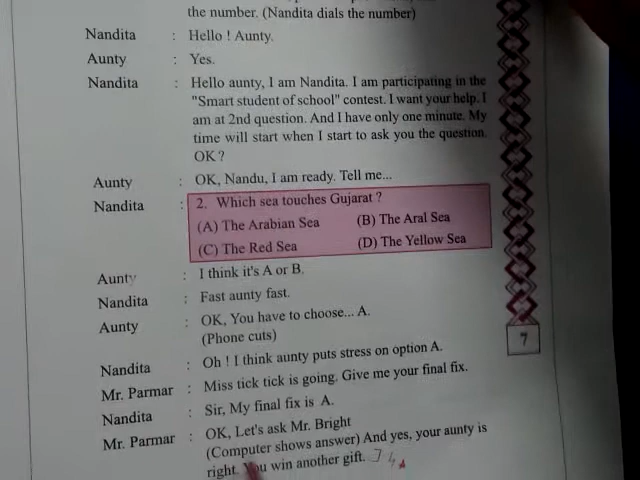 the number. (Nandita dials the number)
Nandita : Hello ! Aunty.
Aunty : Yes.
Nandita : Hello aunty, I am Nandita. I am participating in the
"Smart student of school" contest. I want your help. I
am at 2nd question. And I have only one minute. My
time will start when I start to ask you the question.
OK ?
Aunty : OK, Nandu, I am ready. Tell me...
Nandita : 2. Which sea touches Gujarat ?
(A) The Arabian Sea (B) The Aral Sea
(C) The Red Sea (D) The Yellow Sea
Aunty : I think it's A or B.
Nandita : Fast aunty fast.
Aunty : OK, You have to choose... A.
(Phone cuts)
Nandita : Oh ! I think aunty puts stress on option A.
Mr. Parmar : Miss tick tick is going. Give me your final fix.
Nandita : Sir, My final fix is A.
Mr. Parmar : OK, Let's ask Mr. Bright
(Computer shows answer) And yes, your aunty is
right. You win another gift.
7